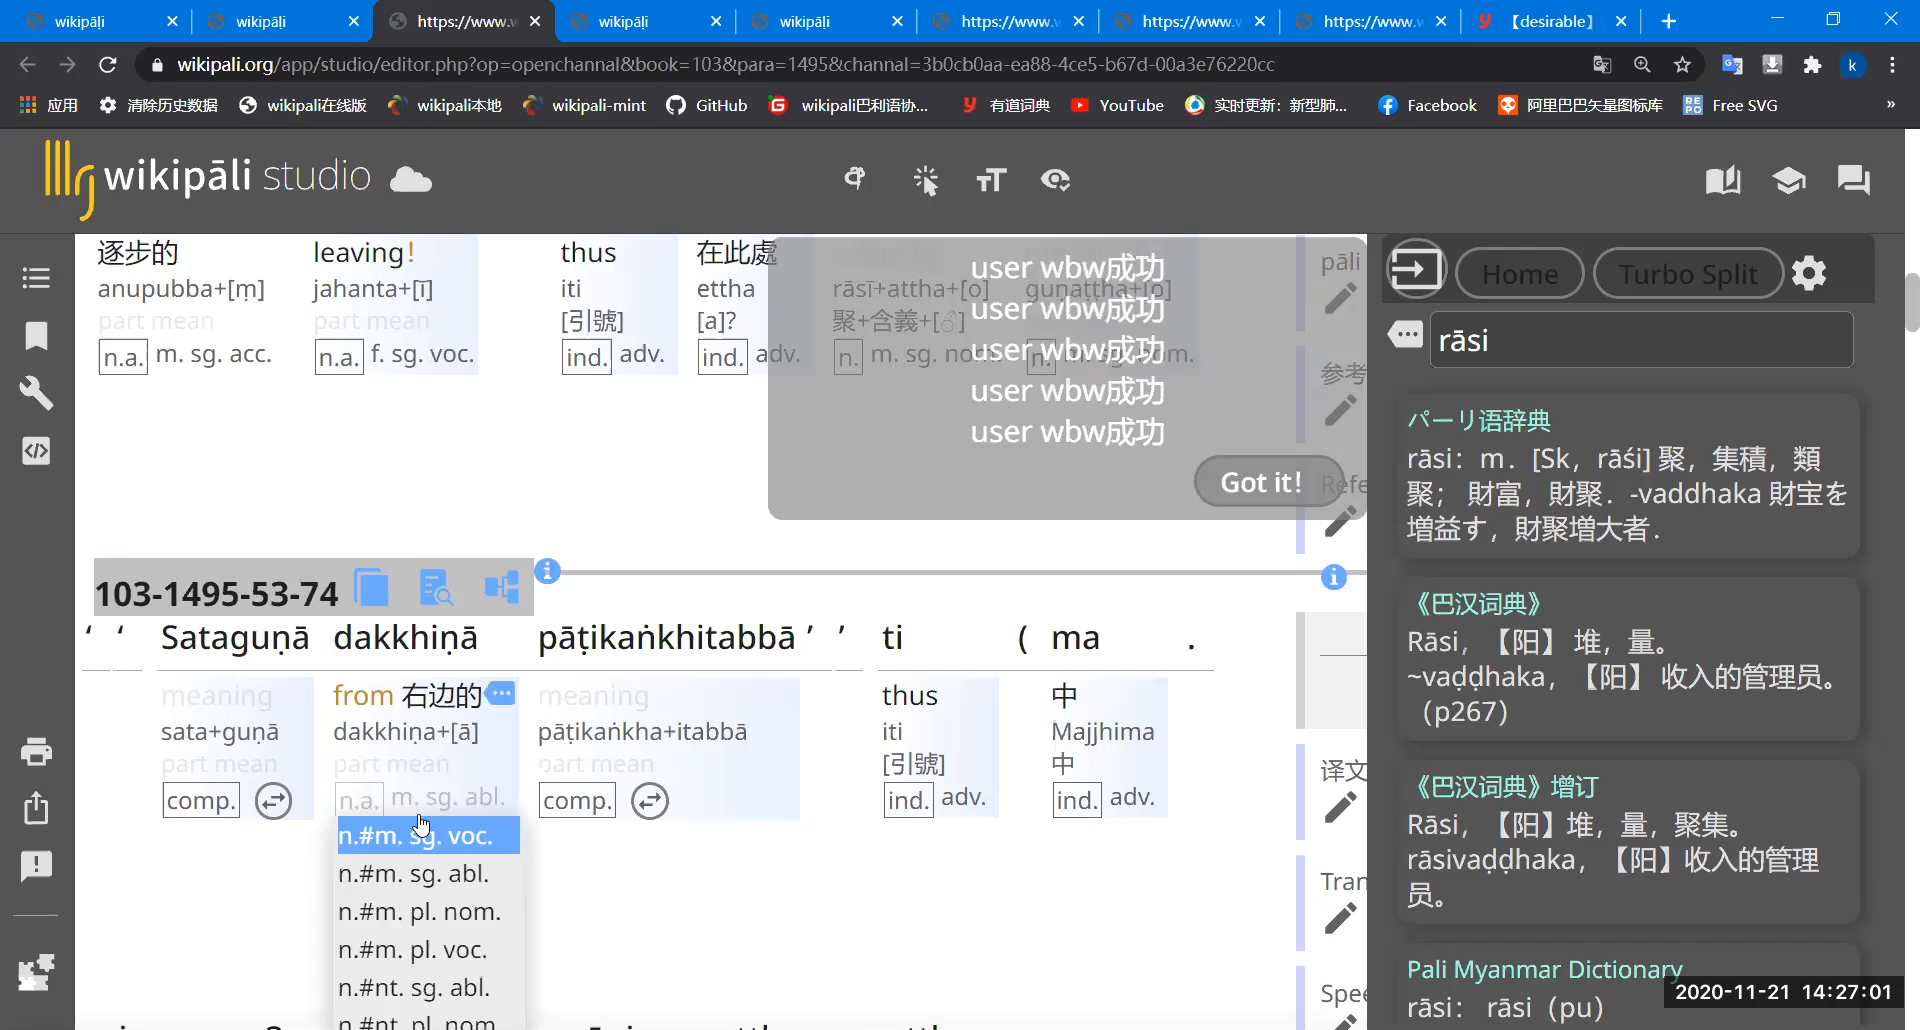 wikipāḷi
wikipāḷi
https://www.w
wikipāḷi
wikipāḷi
https://www.w
https://www.w
https://www.w
【desirable】
wikipali.org/app/studio/editor.php?op=openchannal&book=103&para=1495&channal=3b0cb0aa-ea88-4ce5-b67d-00a3e76220cc
k
应用
清除历史数据
wikipali在线版
wikipali本地
wikipali-mint
GitHub
wikipali巴利语协...
有道词典
YouTube
实时更新：新型肺...
Facebook
阿里巴巴矢量图标库
REPO
Free SVG
»
wikipāḷi studio
逐步的 leaving! thus 在此處
anupubba+[ṃ] jahanta+[ī] iti ettha rāsī+attha+[o] guṇattha+[o]
part mean part mean [引號] [a]? 聚+含義+[♂]
n.a. m. sg. acc. n.a. f. sg. voc. ind. adv. ind. adv. n. m. sg. nom. n. m. sg. nom.
user wbw成功
user wbw成功
user wbw成功
user wbw成功
user wbw成功
Got it!
pāli
参考
Refe
103-1495-53-74
‘ ‘ Sataguṇā dakkhiṇā pāṭikaṅkhitabbā ’ ’ ti ( ma .
meaning from 右边的 meaning thus 中
sata+guṇā dakkhiṇa+[ā] pāṭikaṅkha+itabbā iti Majjhima
part mean part mean part mean [引號] 中
comp. n.a. m. sg. abl. comp. ind. adv. ind. adv.
n.#m. sg. voc.
n.#m. sg. abl.
n.#m. pl. nom.
n.#m. pl. voc.
n.#nt. sg. abl.
n.#nt. pl. nom.
译文
Tran
Spee
Home
Turbo Split
rāsi
パーリ语辞典
rāsi： m． [Sk， rāśi] 聚，集積，類
聚； 財富，財聚． -vaddhaka 財宝を
増益す，財聚増大者．
《巴汉词典》
Rāsi，【阳】 堆，量。
~vaḍḍhaka，【阳】 收入的管理员。
（p267）
《巴汉词典》增订
Rāsi，【阳】堆，量，聚集。
rāsivaḍḍhaka，【阳】收入的管理
员。
Pali Myanmar Dictionary
rāsi： rāsi（pu）
2020-11-21 14:27:01